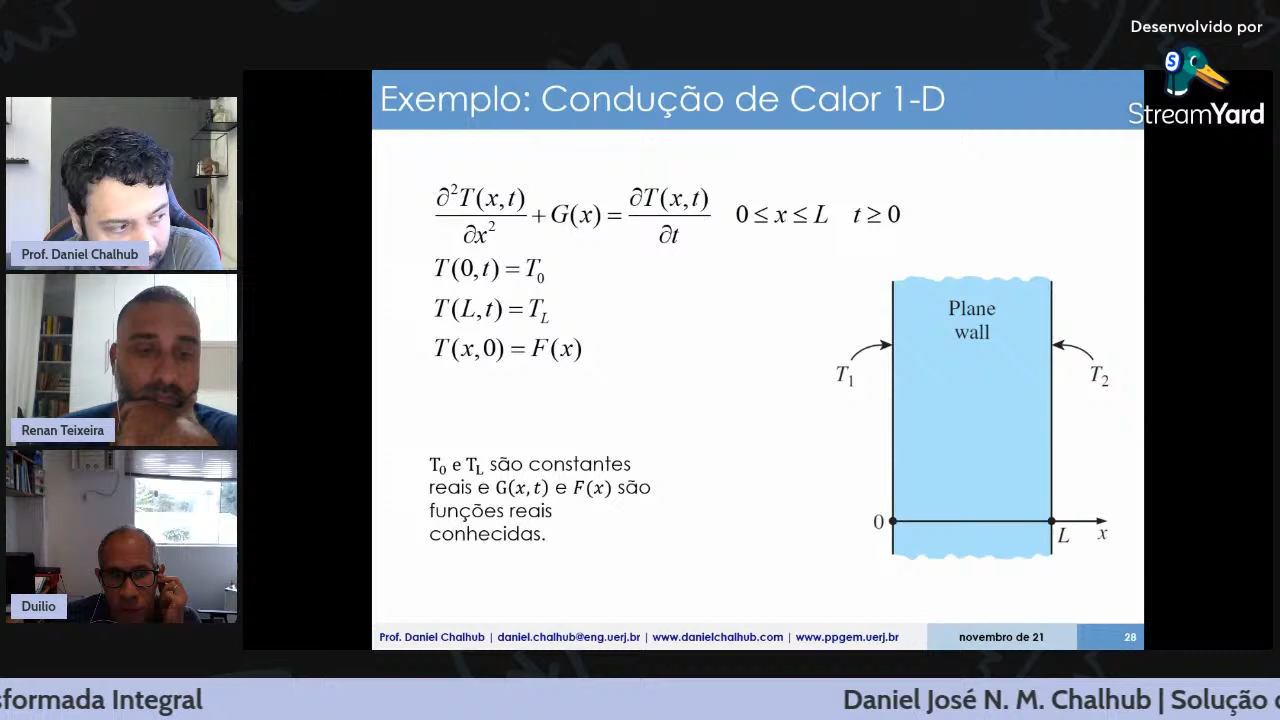 Desenvolvido por
S
StreamYard
Exemplo: Condução de Calor 1-D
∂²T(x,t)/∂x² + G(x) = ∂T(x,t)/∂t   0 ≤ x ≤ L   t ≥ 0
T(0,t) = T₀
T(L,t) = T_L
T(x,0) = F(x)
Plane
wall
T₁
T₂
T₀ e T_L são constantes
reais e G(x,t) e F(x) são
funções reais
conhecidas.
0
L
x
Prof. Daniel Chalhub | daniel.chalhub@eng.uerj.br | www.danielchalhub.com | www.ppgem.uerj.br
novembro de 21
28
Prof. Daniel Chalhub
Renan Teixeira
Duilio
sformada Integral
Daniel José N. M. Chalhub | Solução